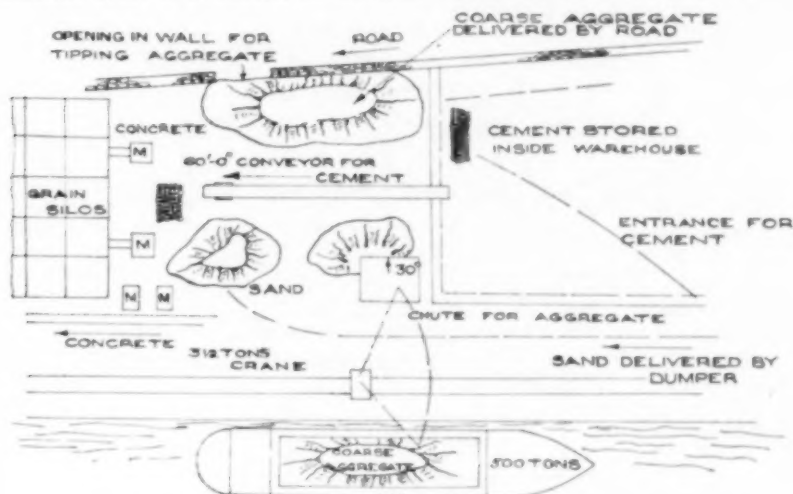 COARSE AGGREGATE
DELIVERED BY ROAD
OPENING IN WALL FOR
TIPPING AGGREGATE
ROAD
CONCRETE
M
60'-0" CONVEYOR FOR
CEMENT
CEMENT STORED
INSIDE WAREHOUSE
GRAIN
SILOS
ENTRANCE FOR
CEMENT
M
SAND
30°
M M
CHUTE FOR AGGREGATE
CONCRETE
3 1/2 TONS
CRANE
SAND DELIVERED BY
DUMPER
COARSE
AGGREGATE
500 TONS